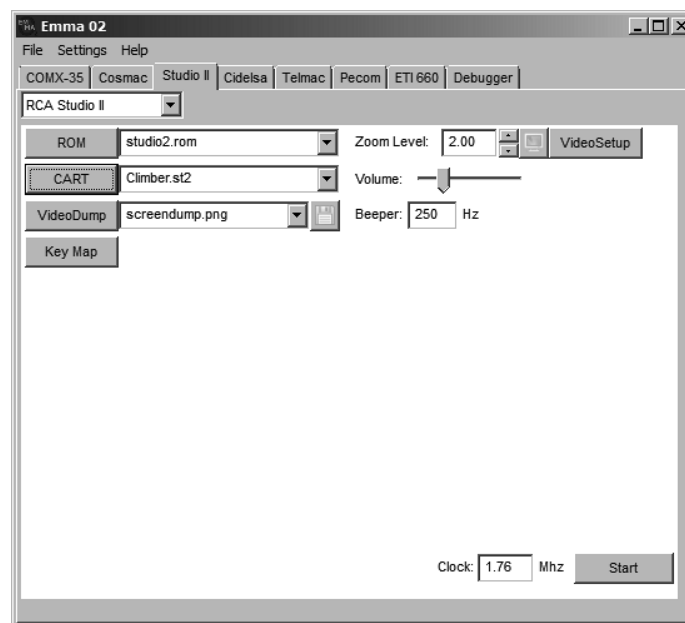 Emma 02
File Settings Help
COMX-35 Cosmac Studio II Cidelsa Telmac Pecom ETI 660 Debugger
RCA Studio II
ROM studio2.rom Zoom Level: 2.00 VideoSetup
CART Climber.st2 Volume:
VideoDump screendump.png Beeper: 250 Hz
Key Map
Clock: 1.76 Mhz Start